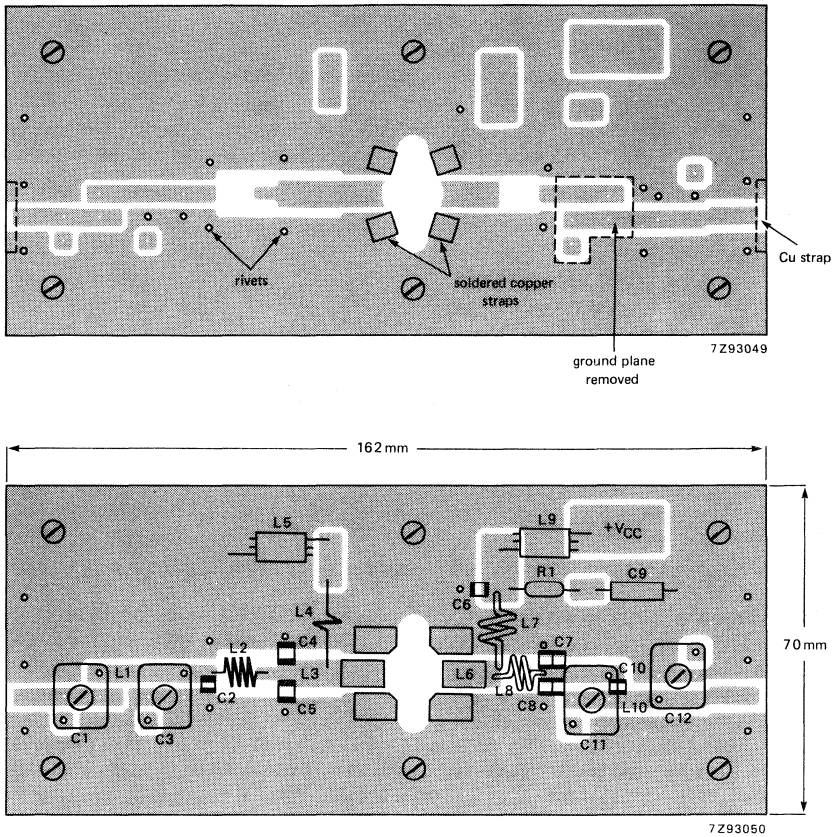 rivets
soldered copper
straps
Cu strap
7Z93049
ground plane
removed
162 mm
L5
L9
+VCC
R1
C9
C6
L4
L7
C4
C7
L2
L1
L3
L6
L8
C10
C2
C5
C8
L10
C12
C1
C3
C11
70 mm
7Z93050